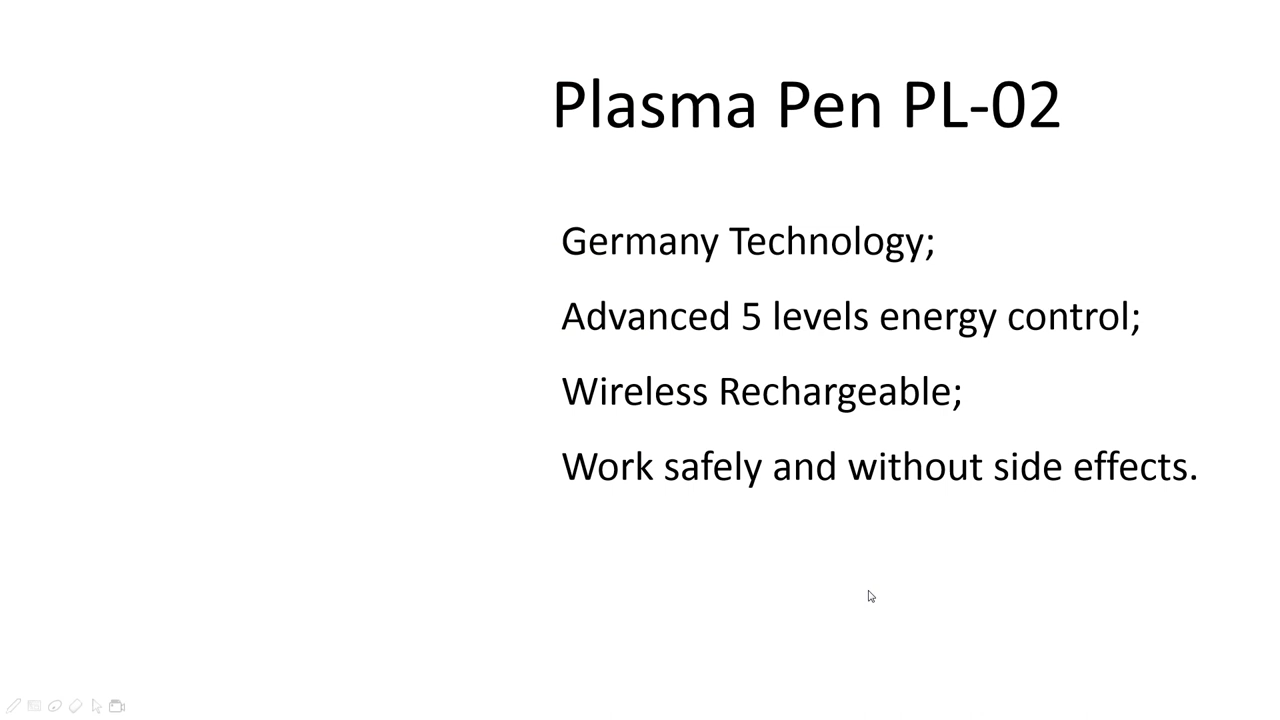 Plasma Pen PL-02
Germany Technology;
Advanced 5 levels energy control;
Wireless Rechargeable;
Work safely and without side effects.